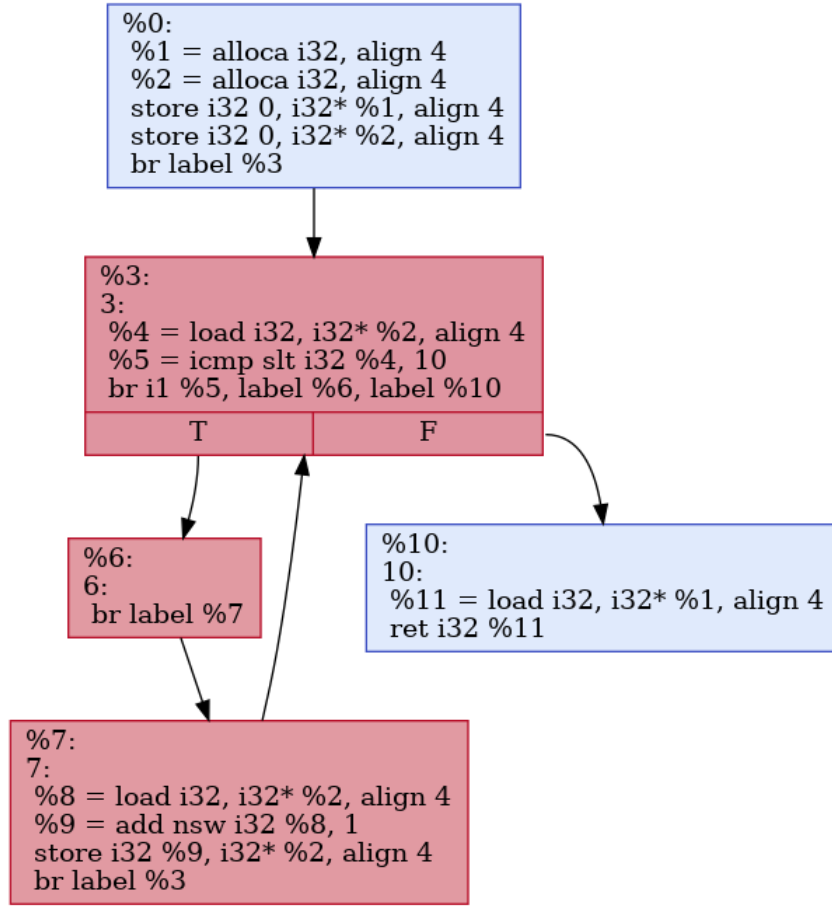 %0:
%1 = alloca i32, align 4
%2 = alloca i32, align 4
store i32 0, i32* %1, align 4
store i32 0, i32* %2, align 4
br label %3
%3:
3:
%4 = load i32, i32* %2, align 4
%5 = icmp slt i32 %4, 10
br i1 %5, label %6, label %10
T
F
%6:
6:
br label %7
%10:
10:
%11 = load i32, i32* %1, align 4
ret i32 %11
%7:
7:
%8 = load i32, i32* %2, align 4
%9 = add nsw i32 %8, 1
store i32 %9, i32* %2, align 4
br label %3